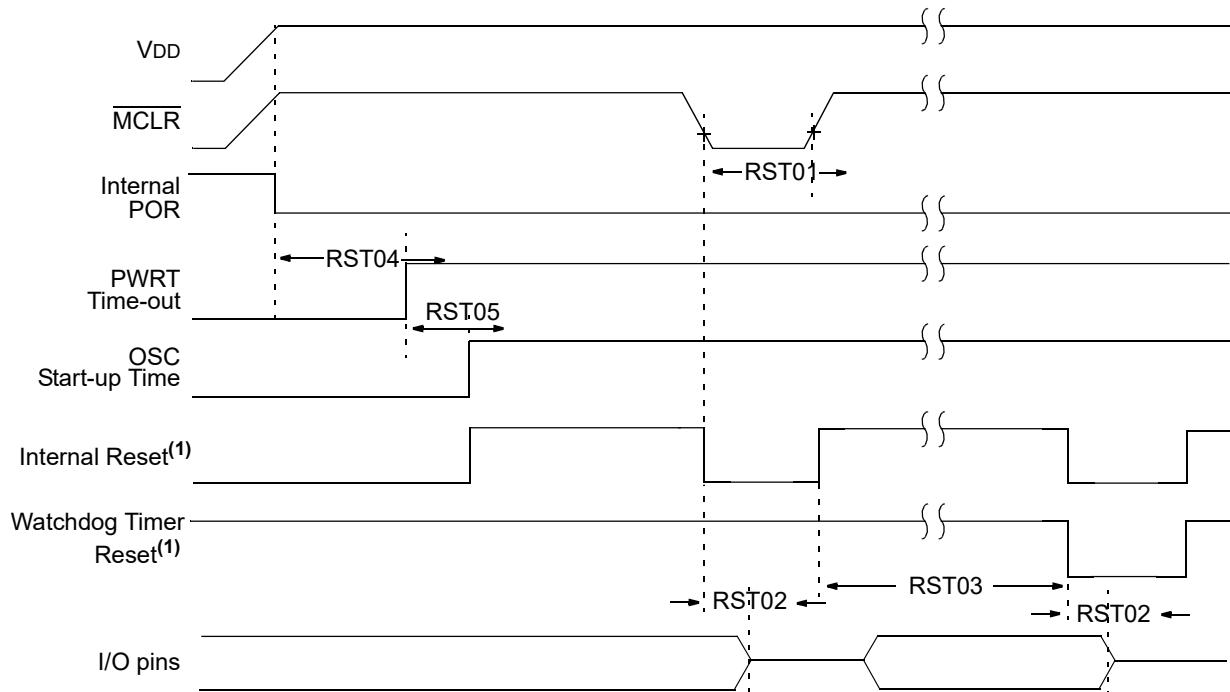 VDD
MCLR
RST01
Internal
POR
RST04
PWRT
Time-out
RST05
OSC
Start-up Time
Internal Reset(1)
Watchdog Timer
Reset(1)
RST03
RST02
RST02
I/O pins